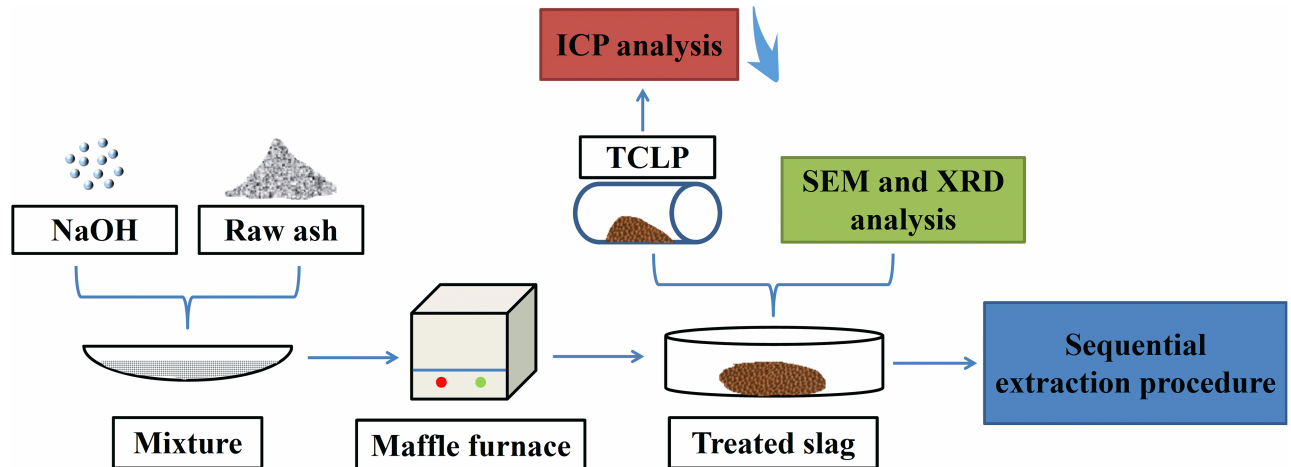 ICP analysis
TCLP
SEM and XRD
analysis
NaOH
Raw ash
Sequential
extraction procedure
Mixture
Maffle furnace
Treated slag